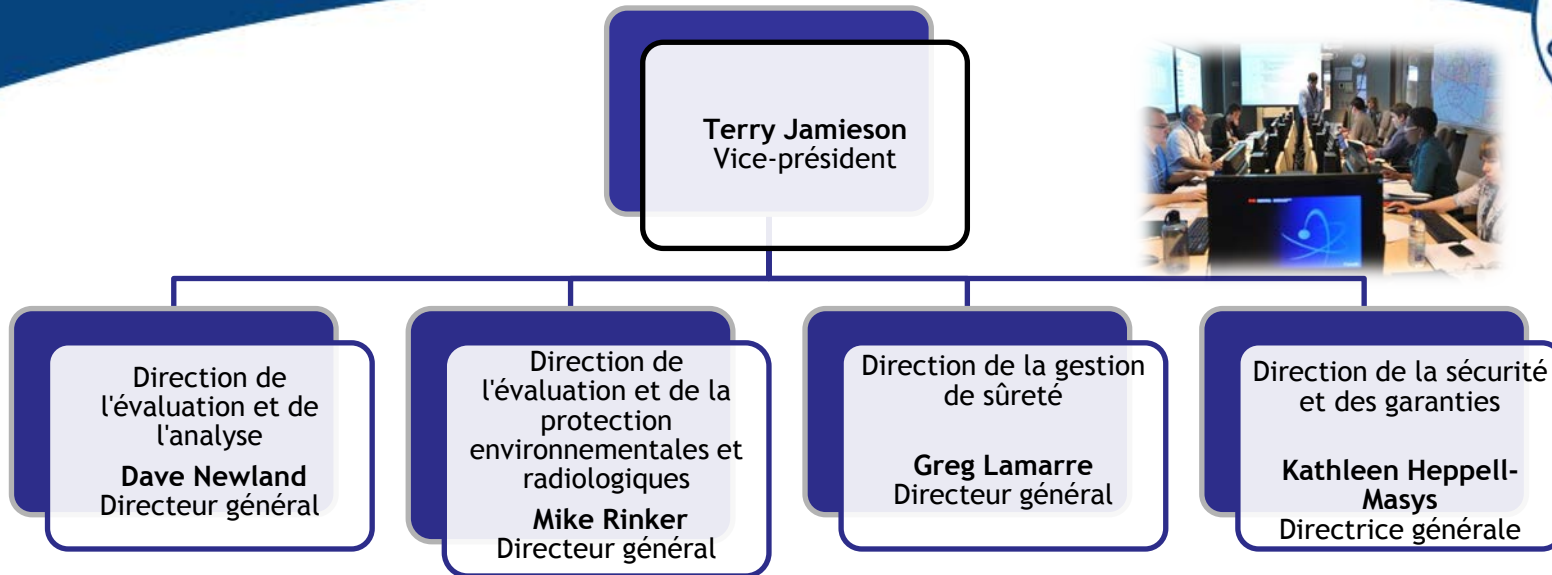 Terry Jamieson
Vice-président
Direction de
l'évaluation et de
l'analyse
Dave Newland
Directeur général
Direction de
l'évaluation et de la
protection
environnementales et
radiologiques
Mike Rinker
Directeur général
Direction de la gestion
de sûreté
Greg Lamarre
Directeur général
Direction de la sécurité
et des garanties
Kathleen Heppell-
Masys
Directrice générale